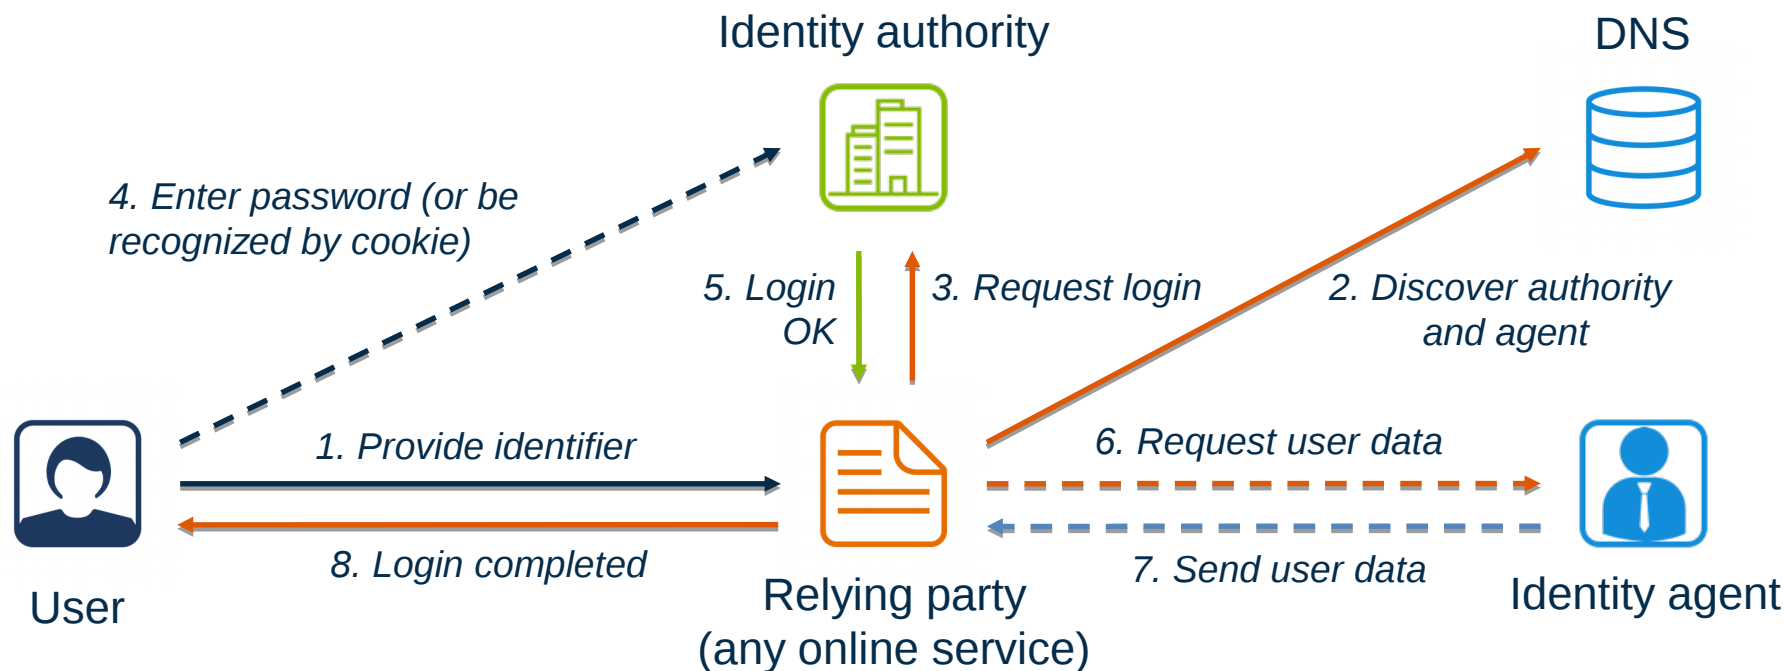 Identity authority
DNS
4. Enter password (or be
recognized by cookie)
5. Login
OK
3. Request login
2. Discover authority
and agent
1. Provide identifier
6. Request user data
8. Login completed
7. Send user data
User
Relying party
(any online service)
Identity agent